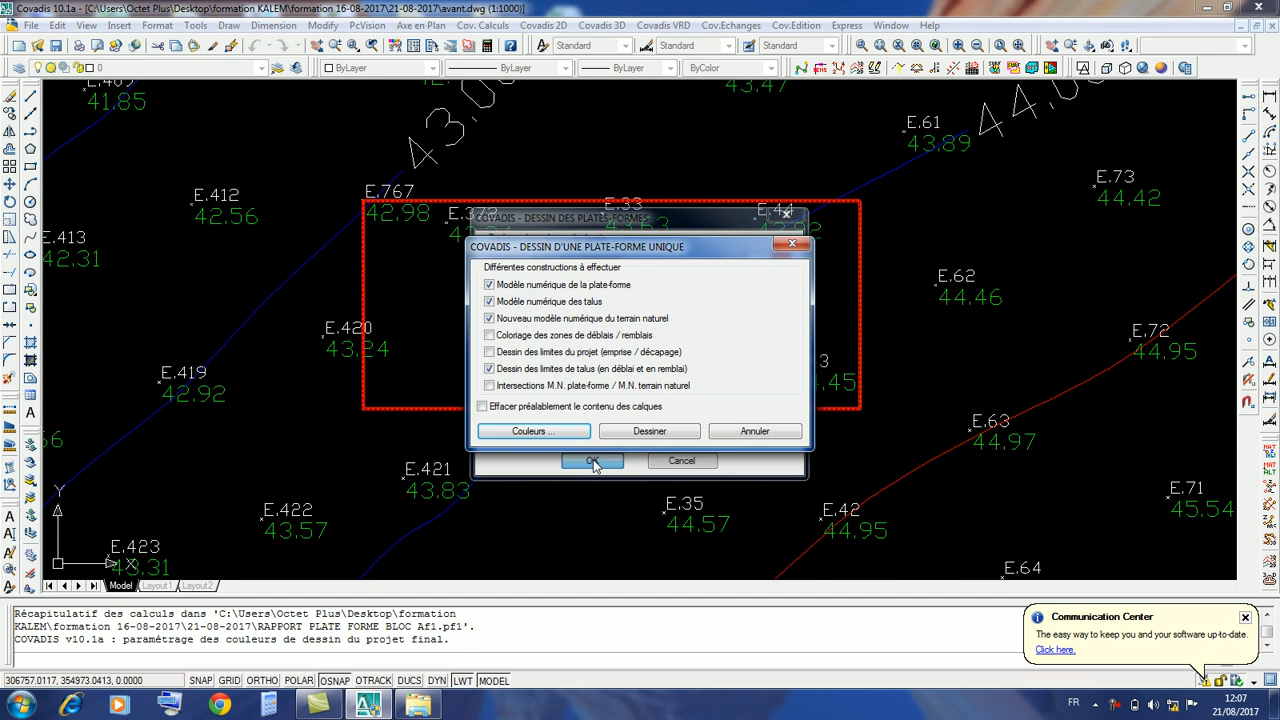 Covadis 10.1a - [C:\Users\Octet Plus\Desktop\formation KALEM\formation 16-08-2017\21-08-2017\avant.dwg (1:1000)]
File Edit View Insert Format Tools Draw Dimension Modify PcVision Axe en Plan Cov. Calculs Covadis 2D Covadis 3D Covadis VRD Cov.Echanges Cov.Edition Express Window Help
Standard Standard Standard
0 ByLayer ByLayer ByLayer ByColor
41.85
43.47
E.61
43.89
E.73
44.42
E.767
42.98
E.33
E.44
E.412
42.56
E.413
42.31
COVADIS - DESSIN DES PLATES-FORMES
COVADIS - DESSIN D'UNE PLATE-FORME UNIQUE
Différentes constructions à effectuer
Modèle numérique de la plate-forme
Modèle numérique des talus
Nouveau modèle numérique du terrain naturel
Coloriage des zones de déblais / remblais
Dessin des limites du projet (emprise / décapage)
Dessin des limites de talus (en déblai et en remblai)
Intersections M.N. plate-forme / M.N. terrain naturel
Effacer préalablement le contenu des calques
Couleurs ... Dessiner Annuler
OK Cancel
E.62
44.46
E.420
43.24
E.72
44.95
E.419
42.92
E.63
44.97
E.421
43.83
E.422
43.57
E.35
44.57
E.42
44.95
E.71
45.54
E.423
43.31
E.64
Y
X
Model Layout1 Layout2
Récapitulatif des calculs dans 'C:\Users\Octet Plus\Desktop\formation
KALEM\formation 16-08-2017\21-08-2017\RAPPORT PLATE FORME BLOC Af1.pf1'.
COVADIS v10.1a : paramétrage des couleurs de dessin du projet final.
Communication Center
The easy way to keep you and your software up-to-date.
Click here.
306757.0117, 354973.0413, 0.0000 SNAP GRID ORTHO POLAR OSNAP OTRACK DUCS DYN LWT MODEL
FR 12:07
21/08/2017